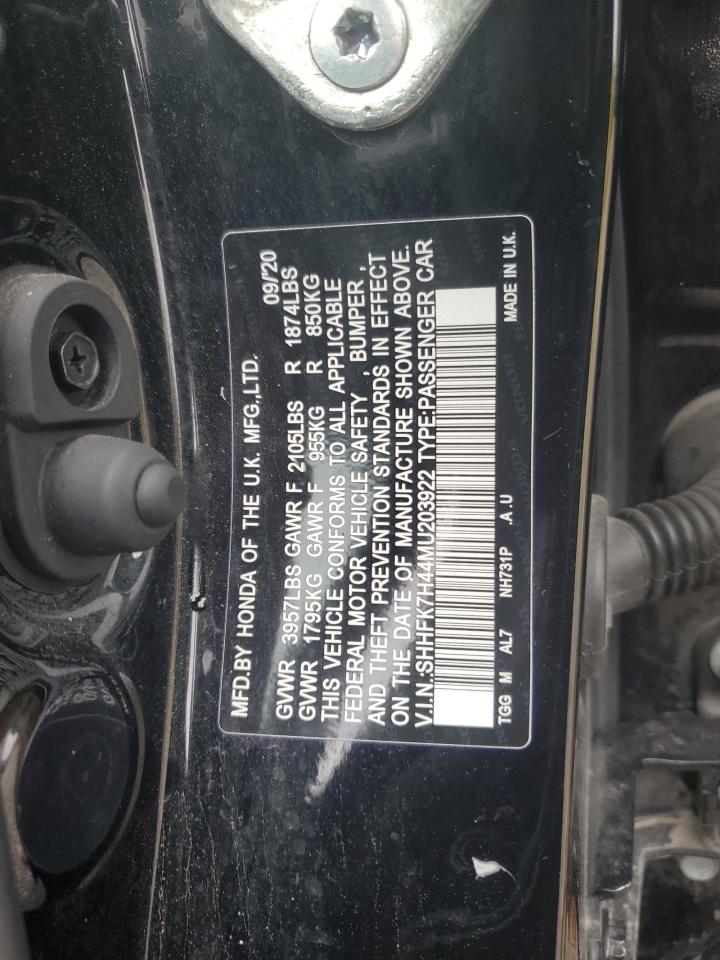 MFD.BY HONDA OF THE U.K. MFG.,LTD.
09/20
GVWR 3957LBS GAWR F 2105LBS R 1874LBS
GVWR 1795KG GAWR F 955KG R 850KG
THIS VEHICLE CONFORMS TO ALL APPLICABLE
FEDERAL MOTOR VEHICLE SAFETY , BUMPER ,
AND THEFT PREVENTION STANDARDS IN EFFECT
ON THE DATE OF MANUFACTURE SHOWN ABOVE.
V.I.N.:SHHFK7H44MU203922 TYPE:PASSENGER CAR
TGG M AL7 NH731P .A.U MADE IN U.K.